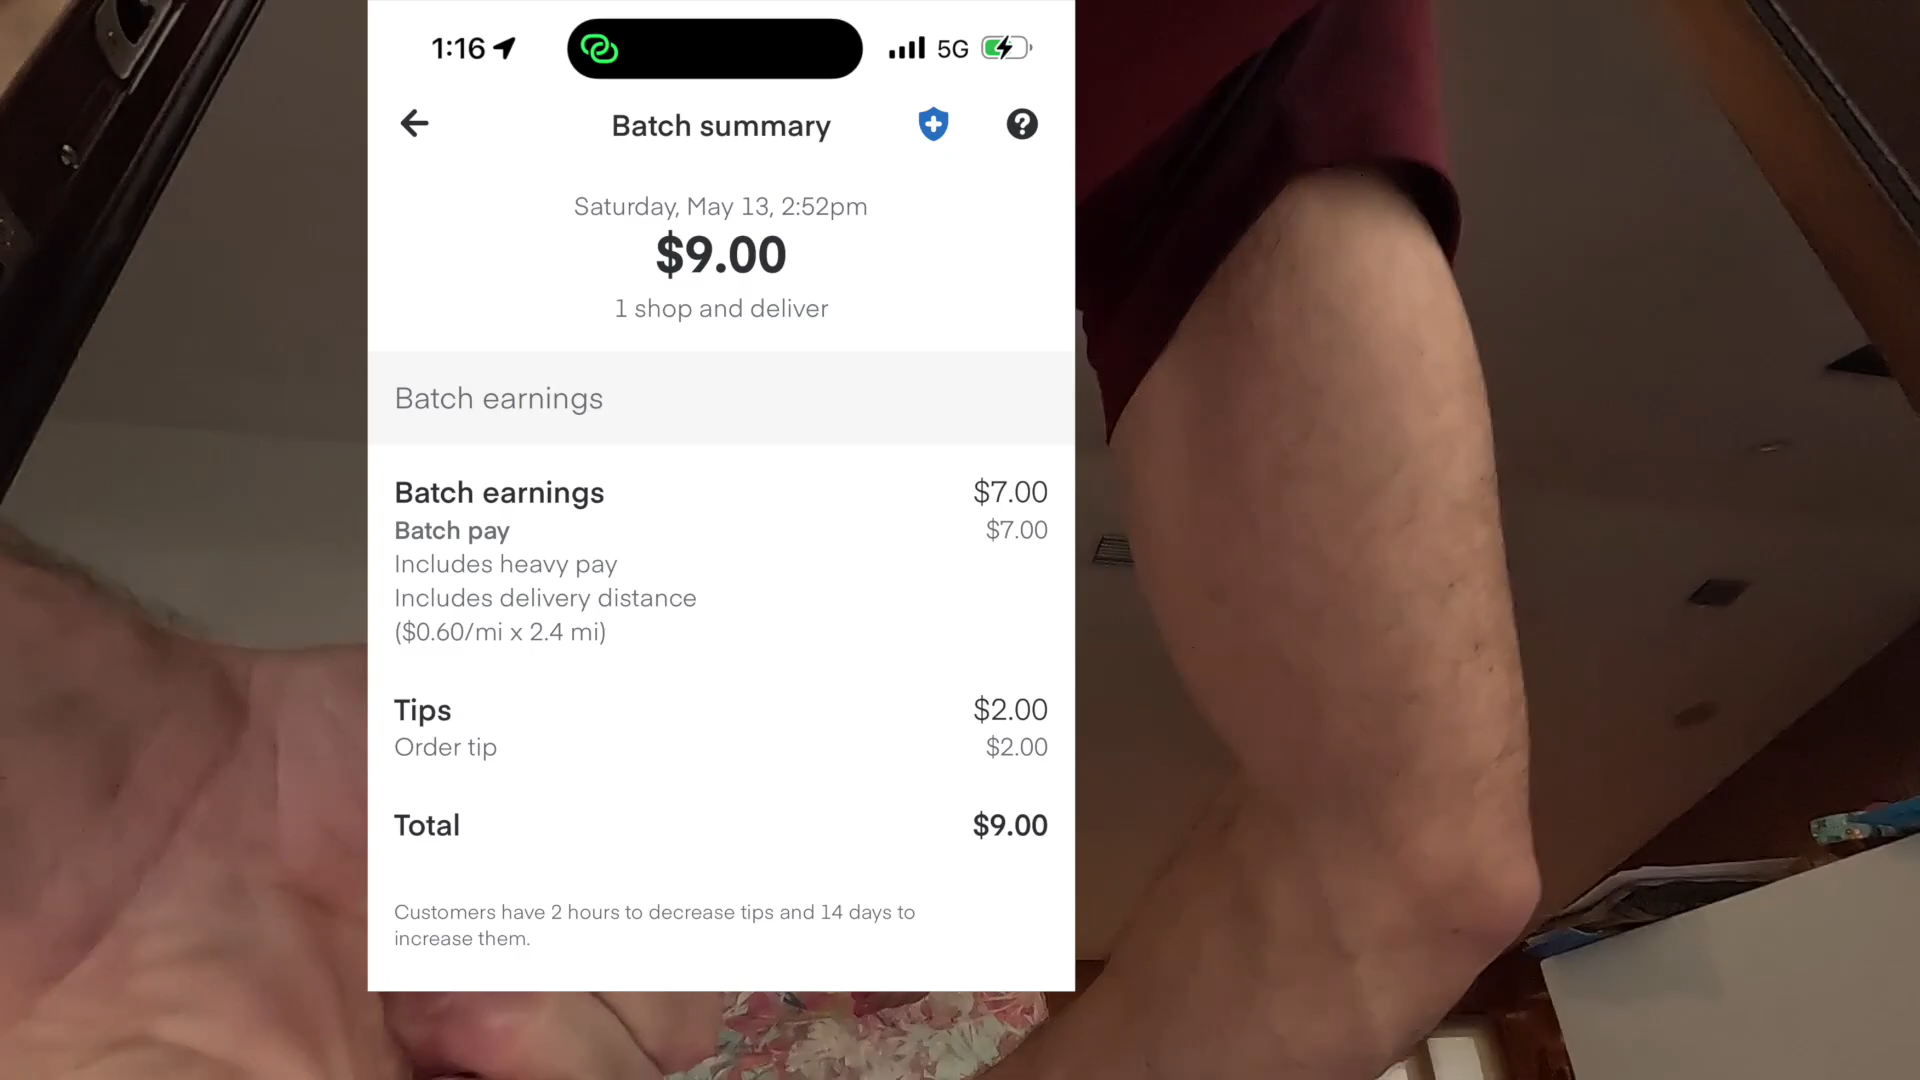 1:16
5G
Batch summary
Saturday, May 13, 2:52pm
$9.00
1 shop and deliver
Batch earnings
Batch earnings $7.00
Batch pay $7.00
Includes heavy pay
Includes delivery distance
($0.60/mi x 2.4 mi)
Tips $2.00
Order tip $2.00
Total $9.00
Customers have 2 hours to decrease tips and 14 days to
increase them.